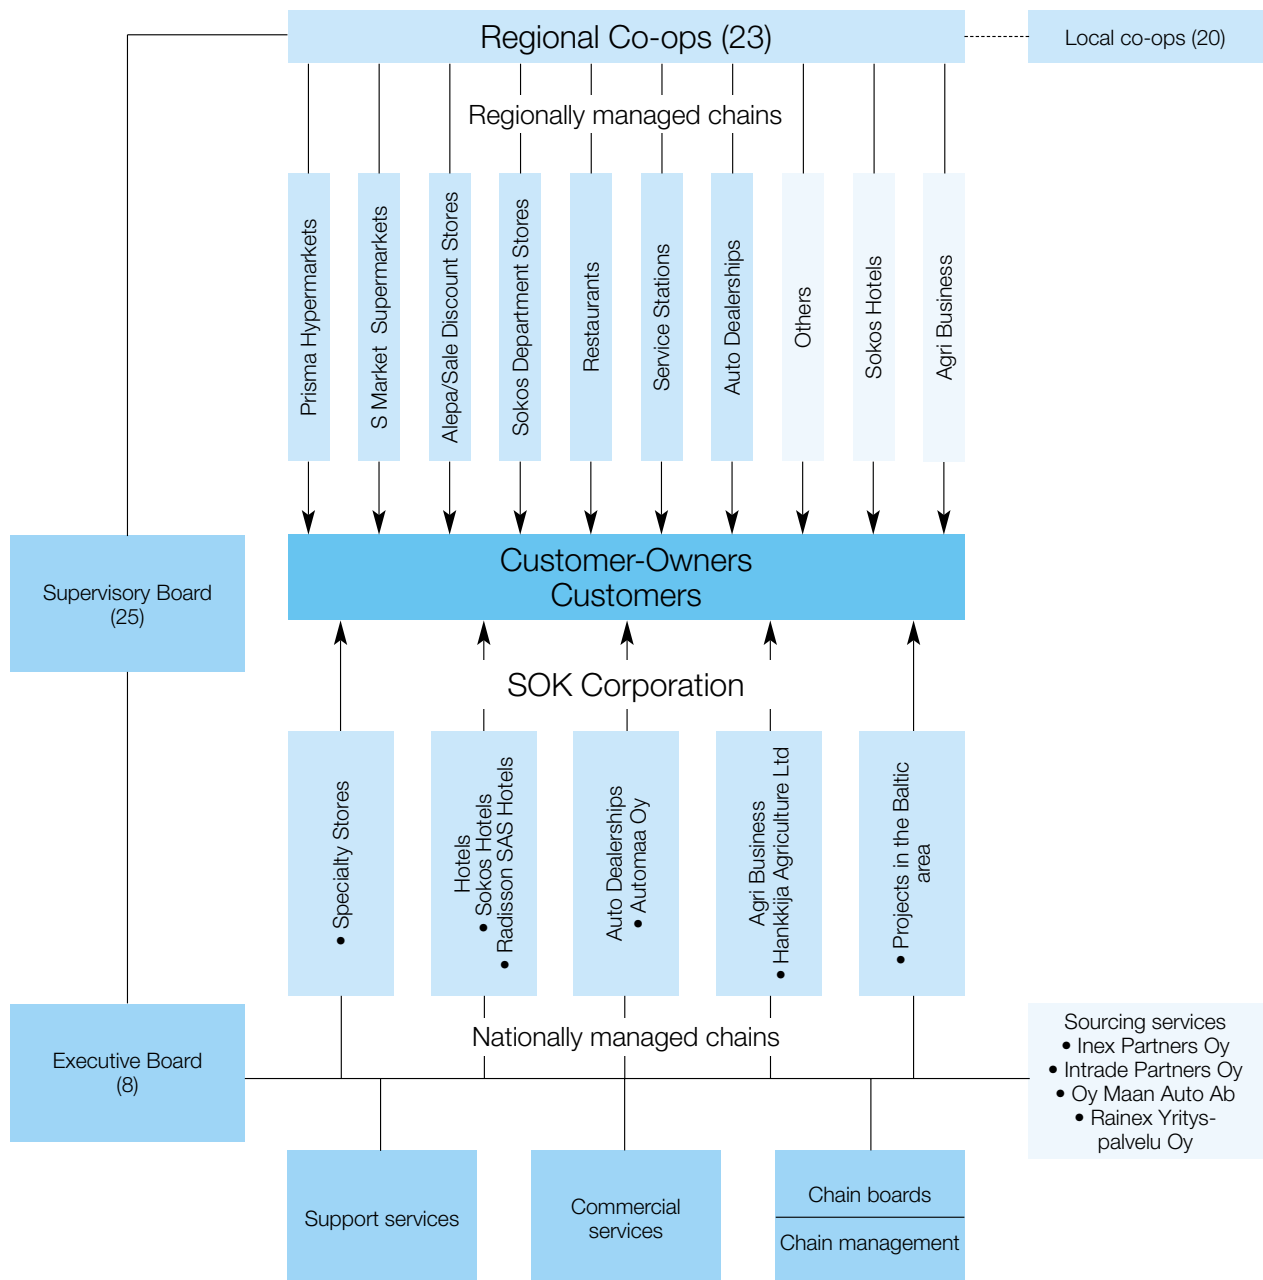 Regional Co-ops (23)
Local co-ops (20)
Regionally managed chains
Prisma Hypermarkets
S Market Supermarkets
Alepa/Sale Discount Stores
Sokos Department Stores
Restaurants
Service Stations
Auto Dealerships
Others
Sokos Hotels
Agri Business
Customer-Owners
Customers
Supervisory Board
(25)
SOK Corporation
• Specialty Stores
Hotels
• Sokos Hotels
• Radisson SAS Hotels
Auto Dealerships
• Automaa Oy
Agri Business
• Hankkija Agriculture Ltd
• Projects in the Baltic
area
Nationally managed chains
Executive Board
(8)
Sourcing services
• Inex Partners Oy
• Intrade Partners Oy
• Oy Maan Auto Ab
• Rainex Yritys-
palvelu Oy
Support services
Commercial
services
Chain boards
Chain management